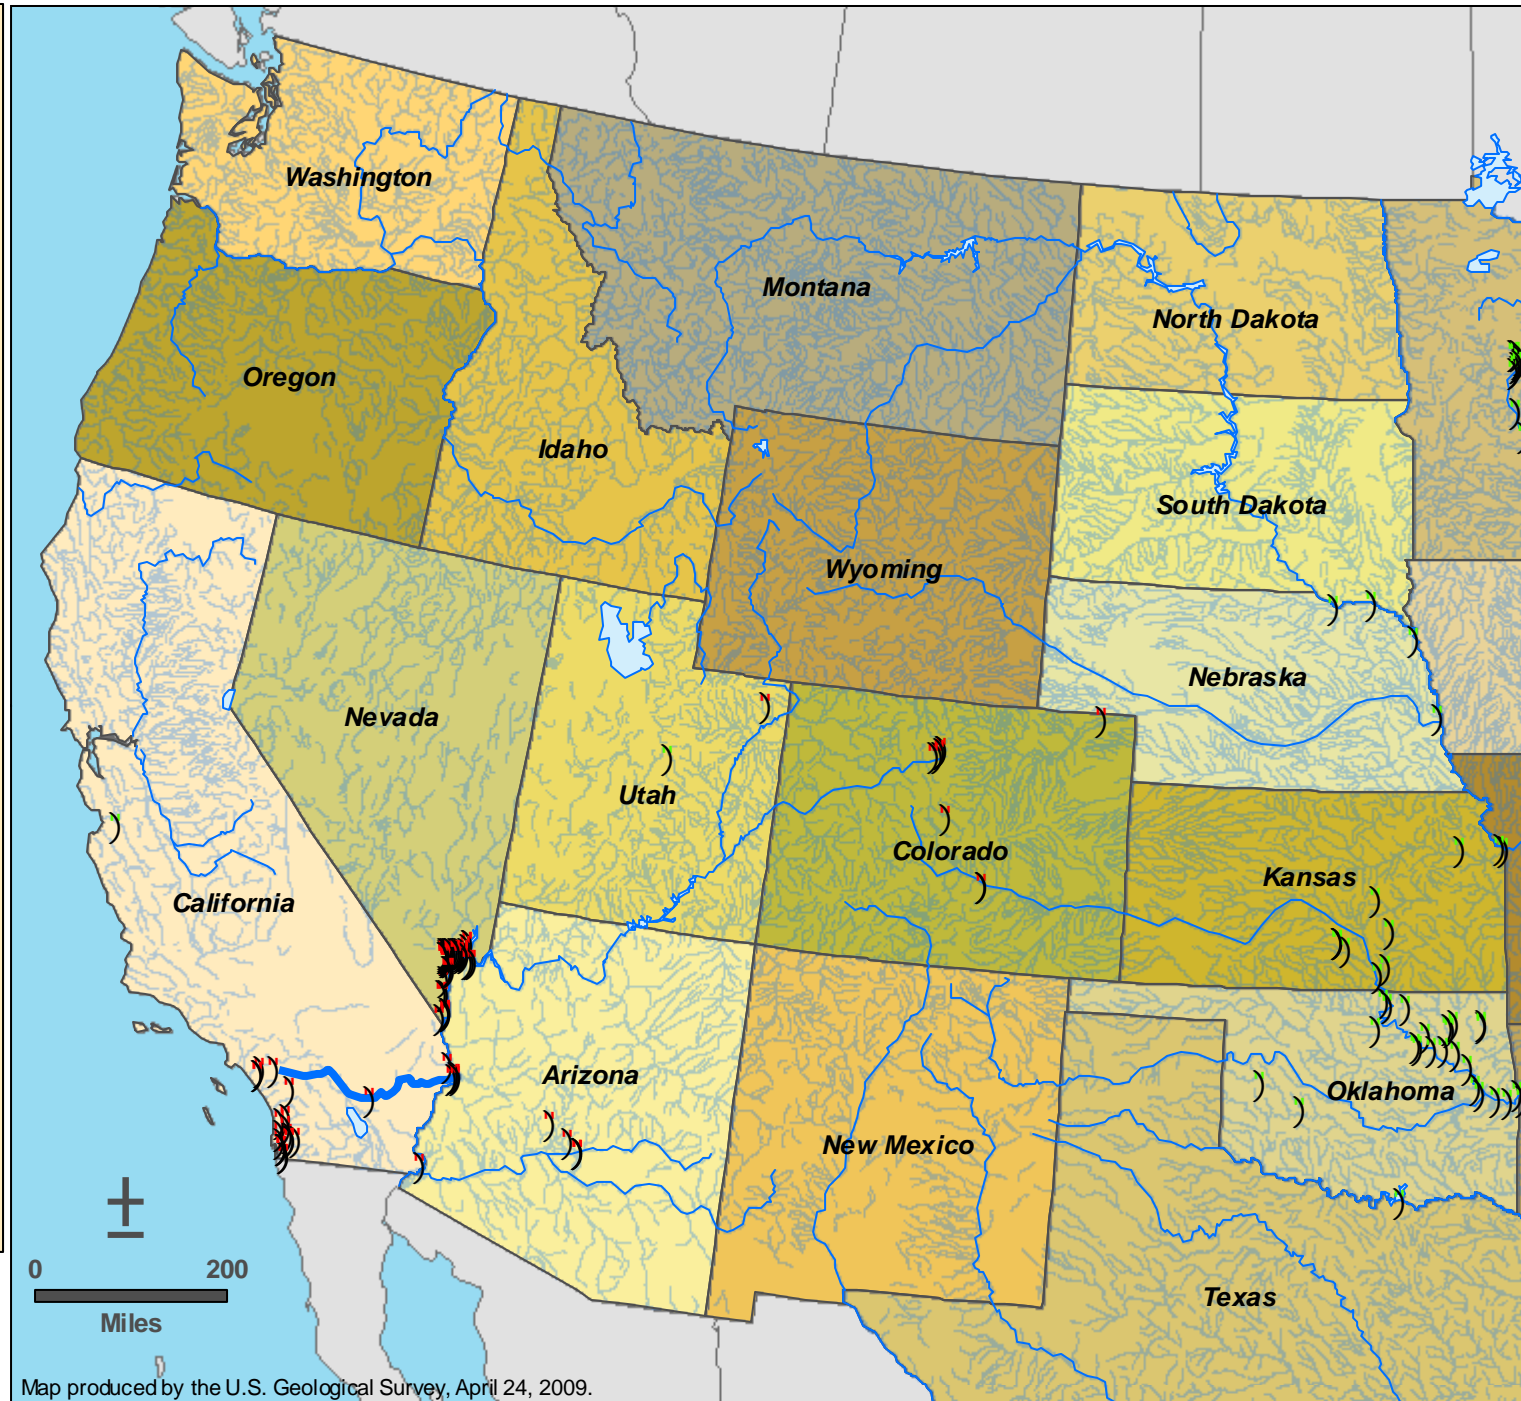 Washington
Montana
North Dakota
Oregon
Idaho
South Dakota
Wyoming
Nebraska
Nevada
Utah
Colorado
Kansas
California
Arizona
Oklahoma
New Mexico
0 200
Miles
Texas
Map produced by the U.S. Geological Survey, April 24, 2009.